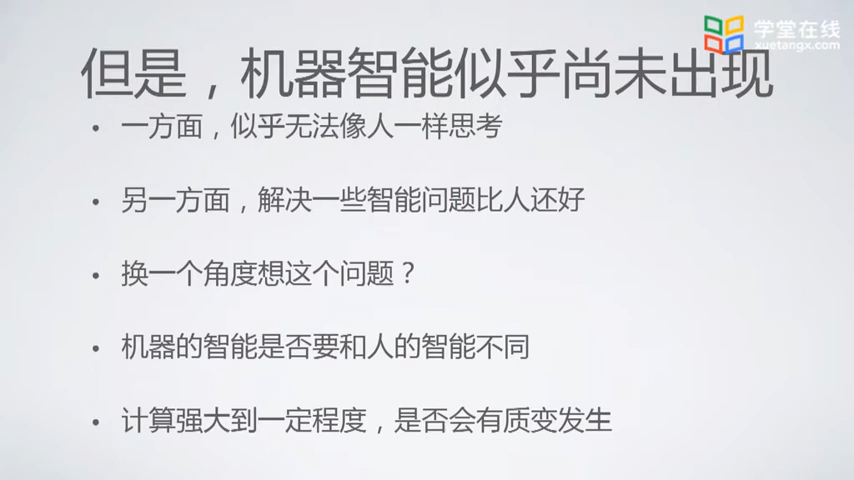 学堂在线
xuetangx.com
但是，机器智能似乎尚未出现
• 一方面，似乎无法像人一样思考
• 另一方面，解决一些智能问题比人还好
• 换一个角度想这个问题？
• 机器的智能是否要和人的智能不同
• 计算强大到一定程度，是否会有质变发生